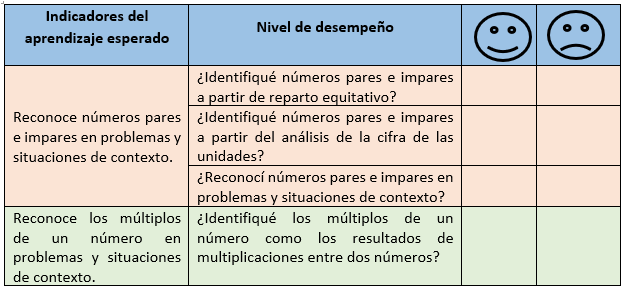 Indicadores del
aprendizaje esperado
Nivel de desempeño
Reconoce números pares
e impares en problemas y
situaciones de contexto.
¿Identifiqué números pares e impares
a partir de reparto equitativo?
¿Identifiqué números pares e impares
a partir del análisis de la cifra de las
unidades?
¿Reconocí números pares e impares en
problemas y situaciones de contexto?
Reconoce los múltiplos
de un número en
problemas y situaciones
de contexto.
¿Identifiqué los múltiplos de un
número como los resultados de
multiplicaciones entre dos números?